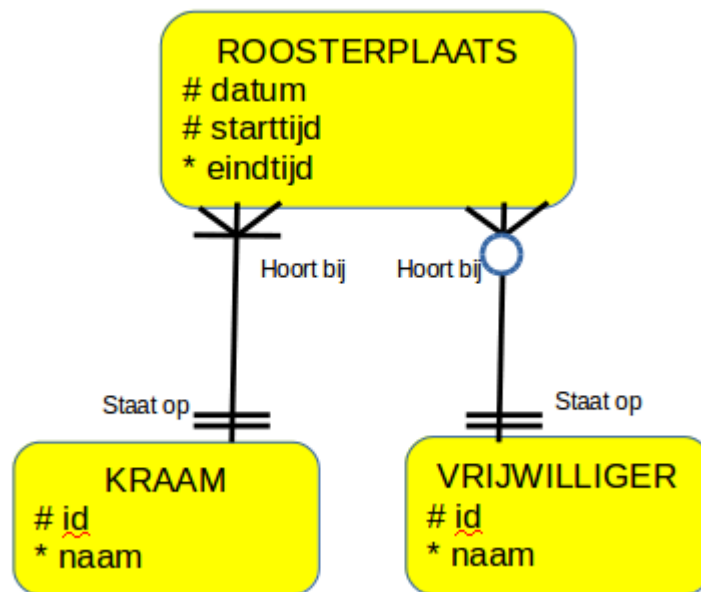 ROOSTERPLAATS
# datum
# starttijd
* eindtijd
Hoort bij
Hoort bij
Staat op
Staat op
KRAAM
# id
* naam
VRIJWILLIGER
# id
* naam